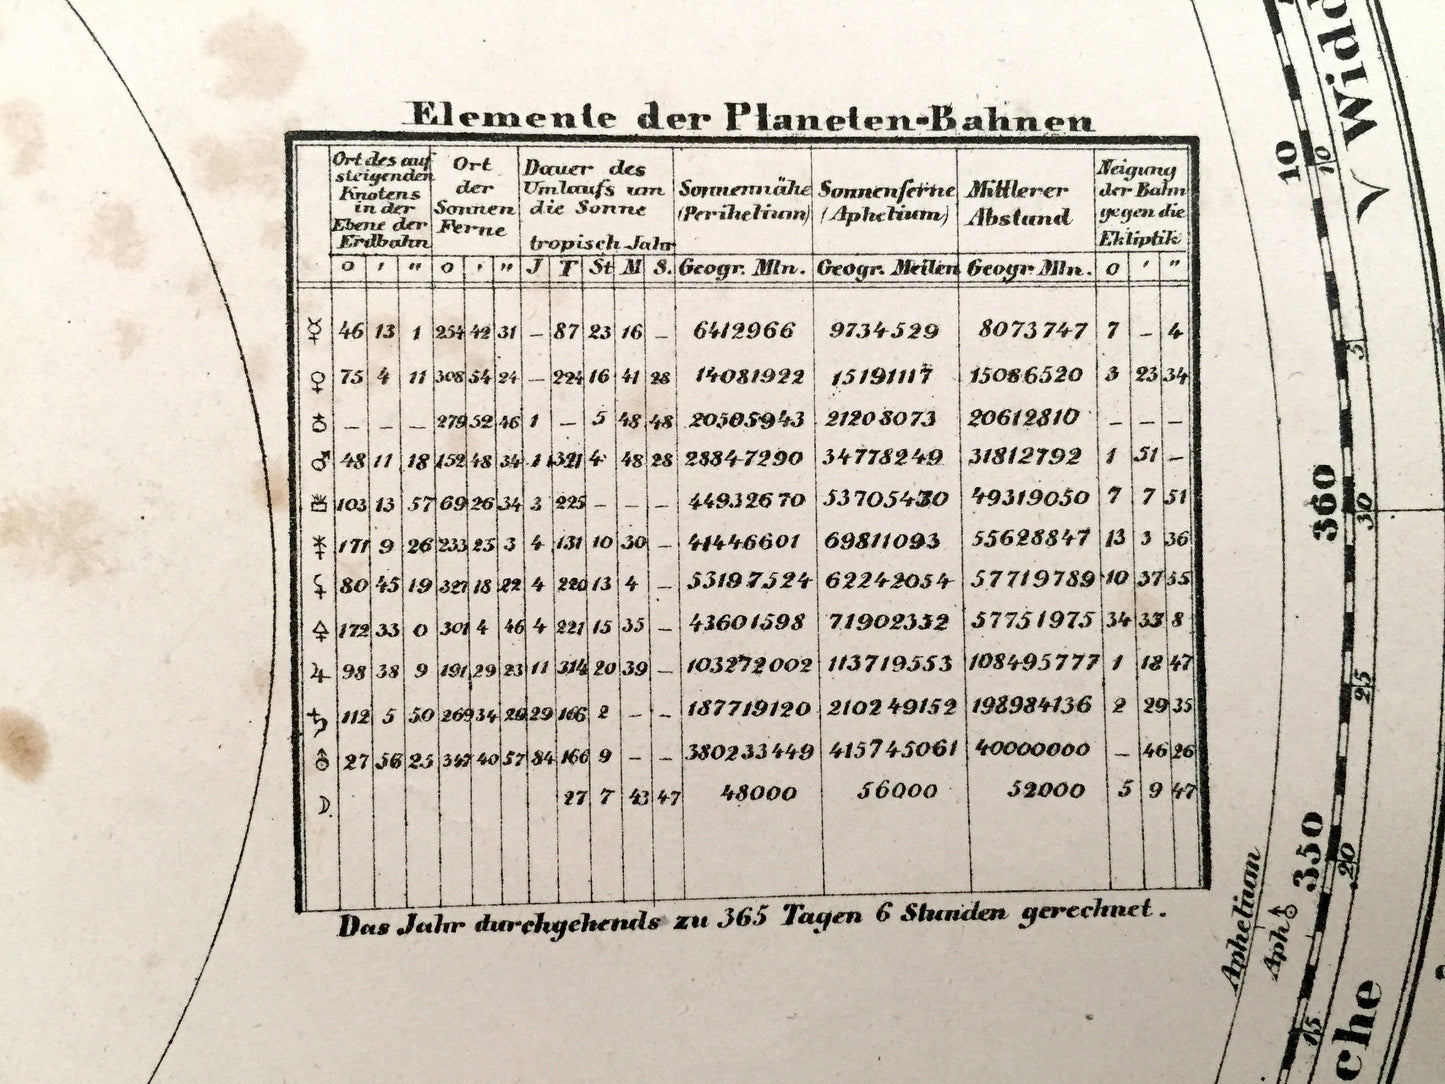 Elemente der Planeten-Bahnen
Ort des auf steigenden Knotens in der Ebene der Erdbahn | Ort der Sonnen Ferne | Dauer des Umlaufs um die Sonne tropisch Jahr | Sonnennähe (Perihelium) | Sonnenferne (Aphelium) | Mittlerer Abstand | Neigung der Bahn gegen die Ekliptik
0 ′ ″ 0 ′ ″ J T St M S. Geogr. Mln. Geogr. Meilen Geogr. Mln. 0 ′ ″
☿ 46 13 1 254 42 31 – 87 23 16 – 6412966 9734529 8073747 7 – 4
♀ 75 4 11 308 54 24 – 224 16 41 28 14081922 15191117 15086520 3 23 34
♁ – – – 279 52 46 1 – 5 48 48 20505943 21208073 20612810 – – –
♂ 48 11 18 152 48 34 1 321 4 48 28 28847290 34778249 31812792 1 51 –
103 13 57 69 26 34 3 225 – – – 44932670 53705430 49319050 7 7 51
⚵ 171 9 26 233 25 3 4 131 10 30 – 41446601 69811093 55628847 13 3 36
⚳ 80 45 19 327 18 22 4 220 13 4 – 53197524 62242054 57719789 10 37 55
⚴ 172 33 0 301 4 46 4 221 15 35 – 43601598 71902352 57751975 34 33 8
♃ 98 38 9 191 29 23 11 314 20 39 – 103272002 113719553 108495777 1 18 47
♄ 112 5 50 269 34 29 29 166 2 – – 187719120 210249152 198984136 2 29 35
⛢ 27 56 25 347 40 57 84 166 9 – – 380233449 415745061 40000000 – 46 26
☽ 27 7 43 47 48000 56000 52000 5 9 47
Das Jahr durchgehends zu 365 Tagen 6 Stunden gerechnet.
Widd
10
10
5
360
30
25
350
20
15
Aphelium
Aph
che